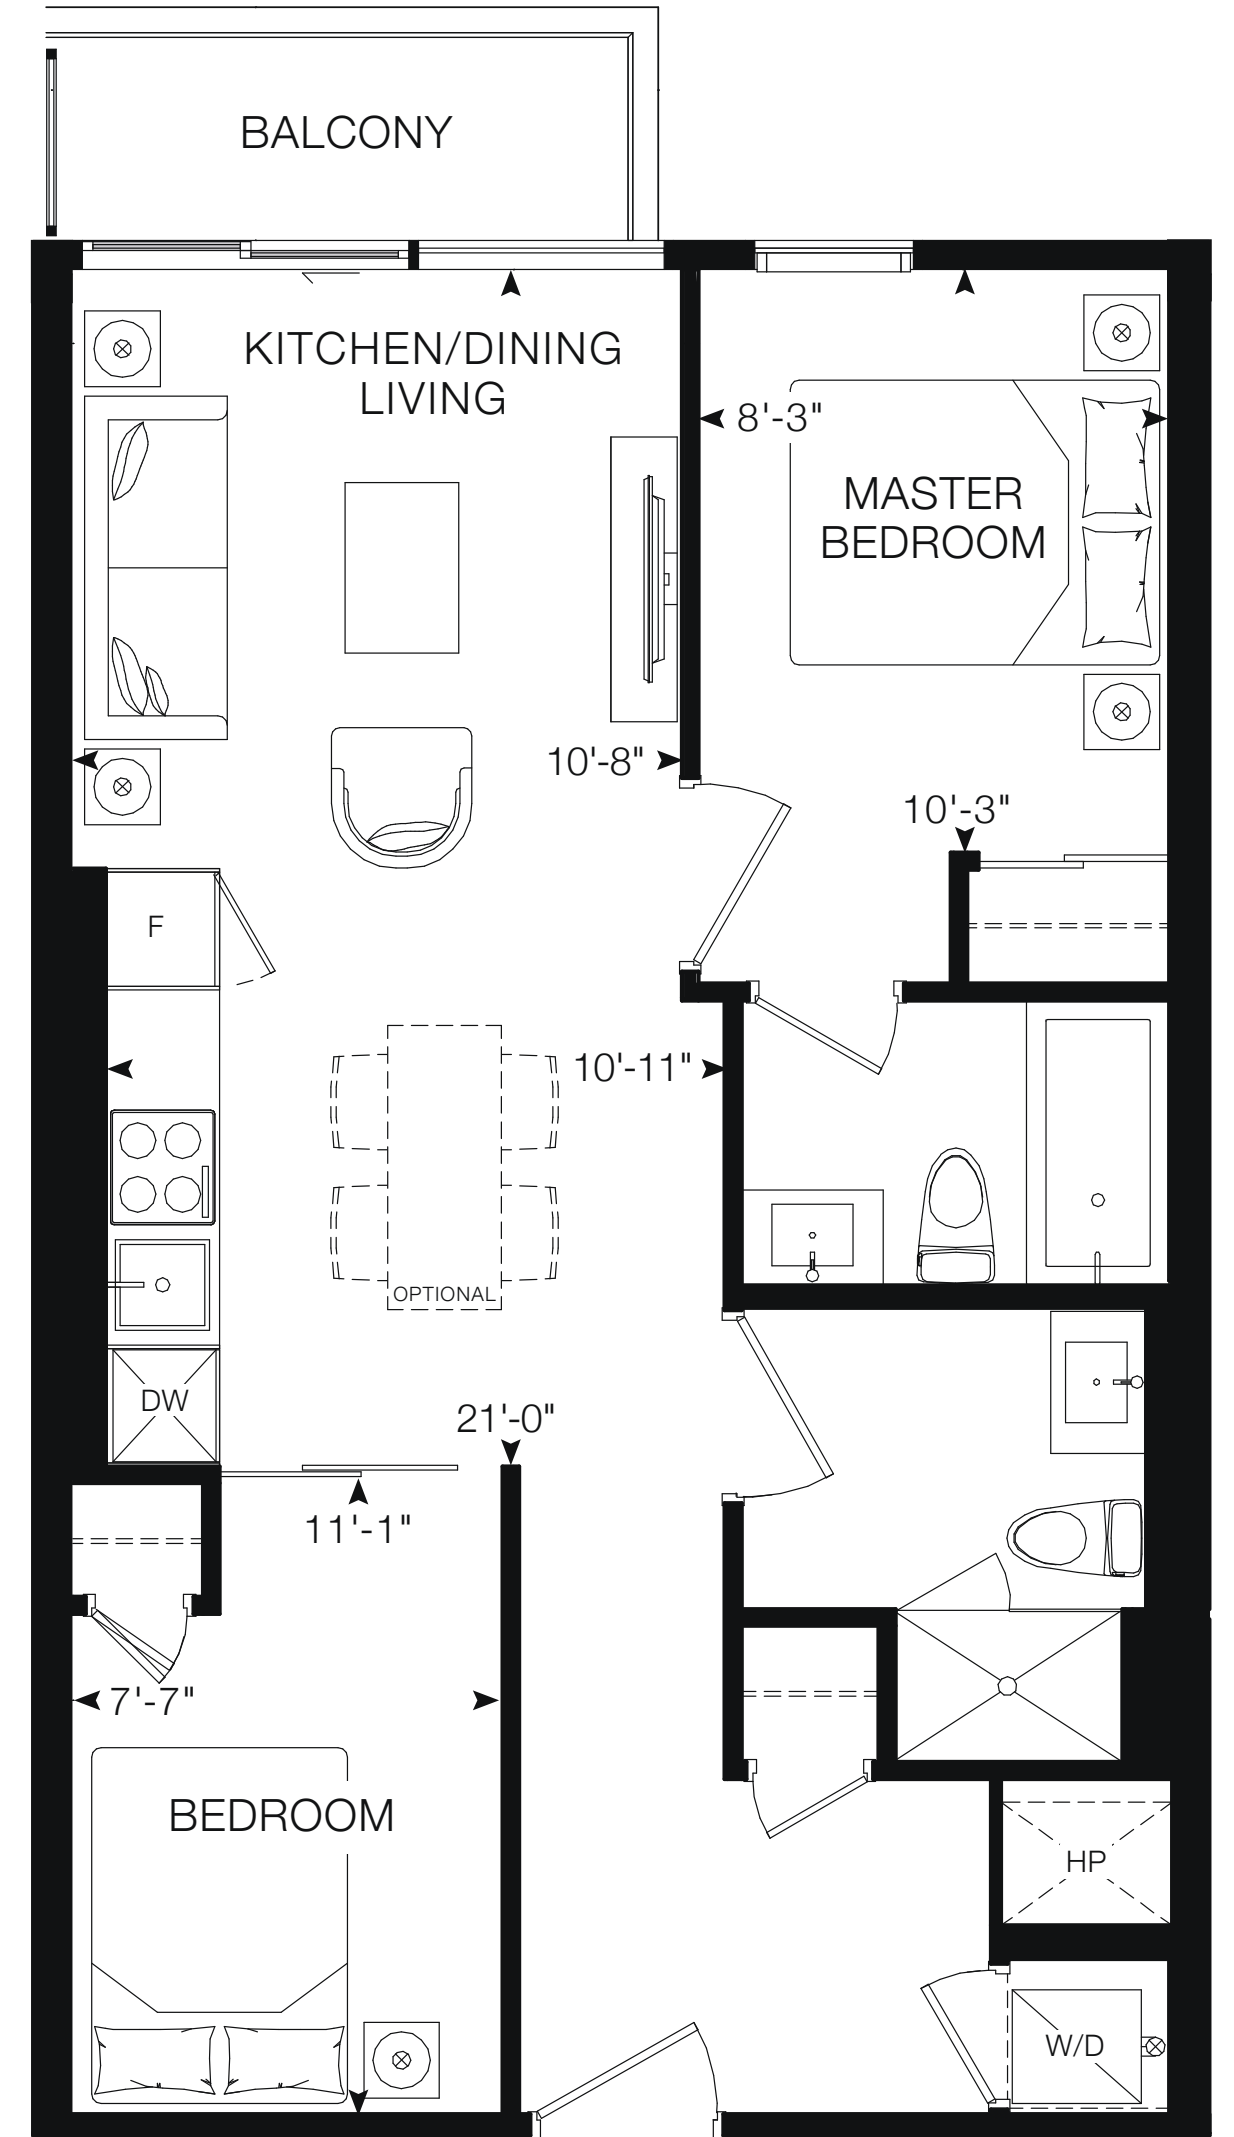 BALCONY
KITCHEN/DINING
LIVING
8'-3"
MASTER
BEDROOM
10'-8"
10'-3"
F
10'-11"
OPTIONAL
DW
21'-0"
11'-1"
7'-7"
BEDROOM
HP
W/D